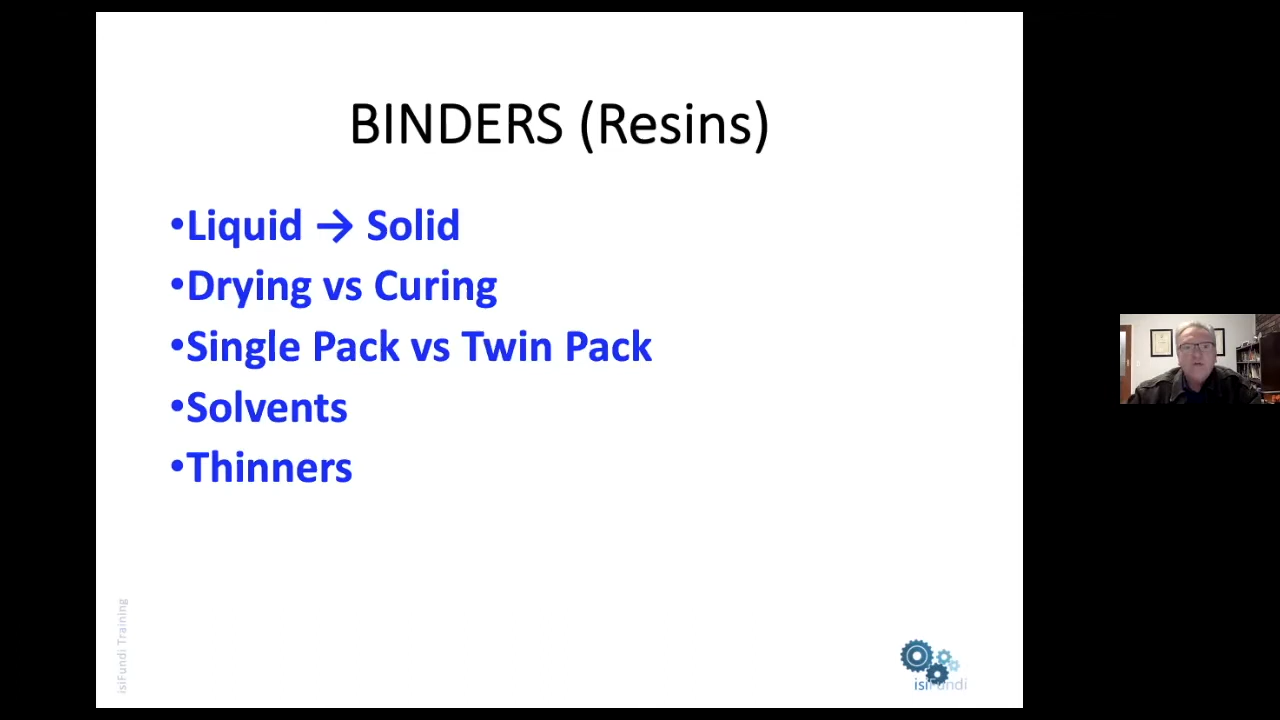 BINDERS (Resins)
•Liquid → Solid
•Drying vs Curing
•Single Pack vs Twin Pack
•Solvents
•Thinners
isiFundi Training
isiFundi